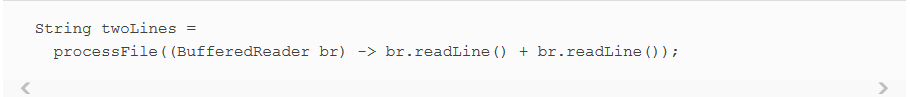 String twoLines =
processFile((BufferedReader br) -> br.readLine() + br.readLine());